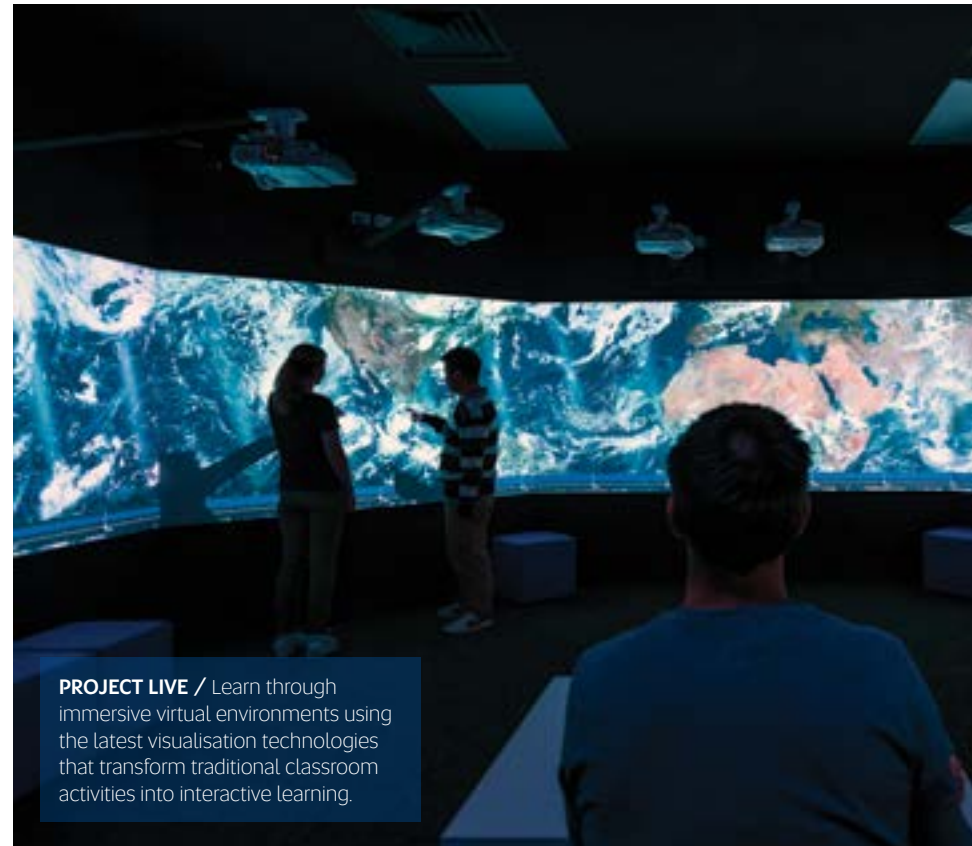 PROJECT LIVE / Learn through
immersive virtual environments using
the latest visualisation technologies
that transform traditional classroom
activities into interactive learning.